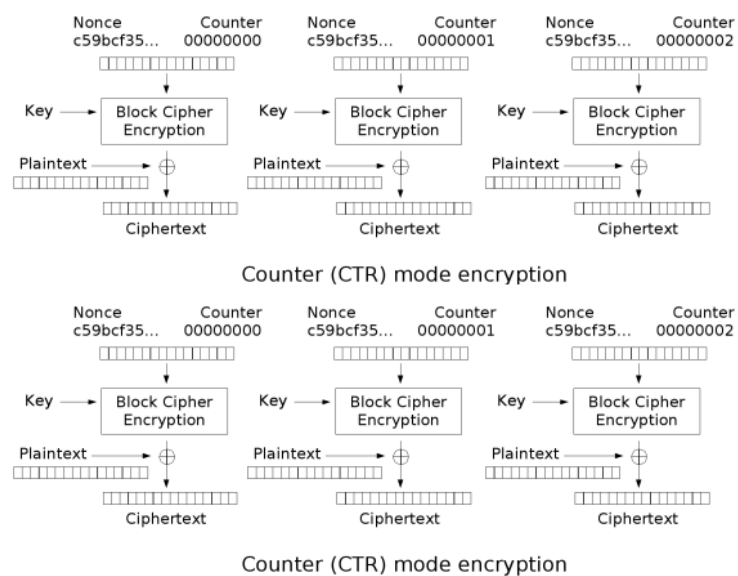 Nonce Counter Nonce Counter Nonce Counter
c59bcf35... 00000000 c59bcf35... 00000001 c59bcf35... 00000002
Key Block Cipher Encryption Key Block Cipher Encryption Key Block Cipher Encryption
Plaintext Plaintext Plaintext
Ciphertext Ciphertext Ciphertext
Counter (CTR) mode encryption
Nonce Counter Nonce Counter Nonce Counter
c59bcf35... 00000000 c59bcf35... 00000001 c59bcf35... 00000002
Key Block Cipher Encryption Key Block Cipher Encryption Key Block Cipher Encryption
Plaintext Plaintext Plaintext
Ciphertext Ciphertext Ciphertext
Counter (CTR) mode encryption